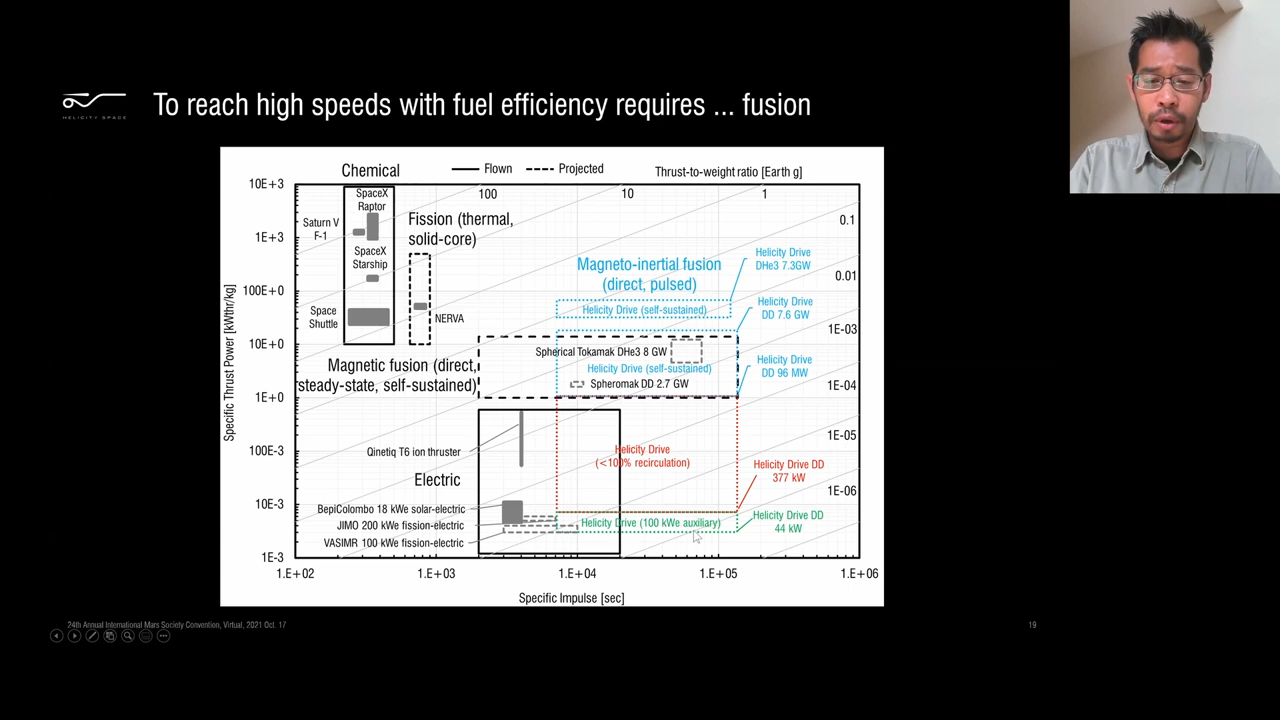 To reach high speeds with fuel efficiency requires ... fusion
HELICITY SPACE
Chemical
Flown
Projected
Thrust-to-weight ratio [Earth g]
10E+3
1E+3
100E+0
10E+0
1E+0
100E-3
10E-3
1E-3
Specific Thrust Power [kWthr/kg]
100
10
1
0.1
0.01
1E-03
1E-04
1E-05
1E-06
SpaceX
Raptor
Saturn V
F-1
SpaceX
Starship
Space
Shuttle
Fission (thermal,
solid-core)
NERVA
Magneto-inertial fusion
(direct, pulsed)
Helicity Drive
DHe3 7.3GW
Helicity Drive (self-sustained)
Helicity Drive
DD 7.6 GW
Magnetic fusion (direct,
steady-state, self-sustained)
Spherical Tokamak DHe3 8 GW
Helicity Drive (self-sustained)
Spheromak DD 2.7 GW
Helicity Drive
DD 96 MW
Qinetiq T6 ion thruster
Helicity Drive
(<100% recirculation)
Helicity Drive DD
377 kW
Electric
BepiColombo 18 kWe solar-electric
JIMO 200 kWe fission-electric
VASIMR 100 kWe fission-electric
Helicity Drive (100 kWe auxiliary)
Helicity Drive DD
44 kW
1.E+02
1.E+03
1.E+04
1.E+05
1.E+06
Specific Impulse [sec]
24th Annual International Mars Society Convention, Virtual, 2021 Oct. 17
19